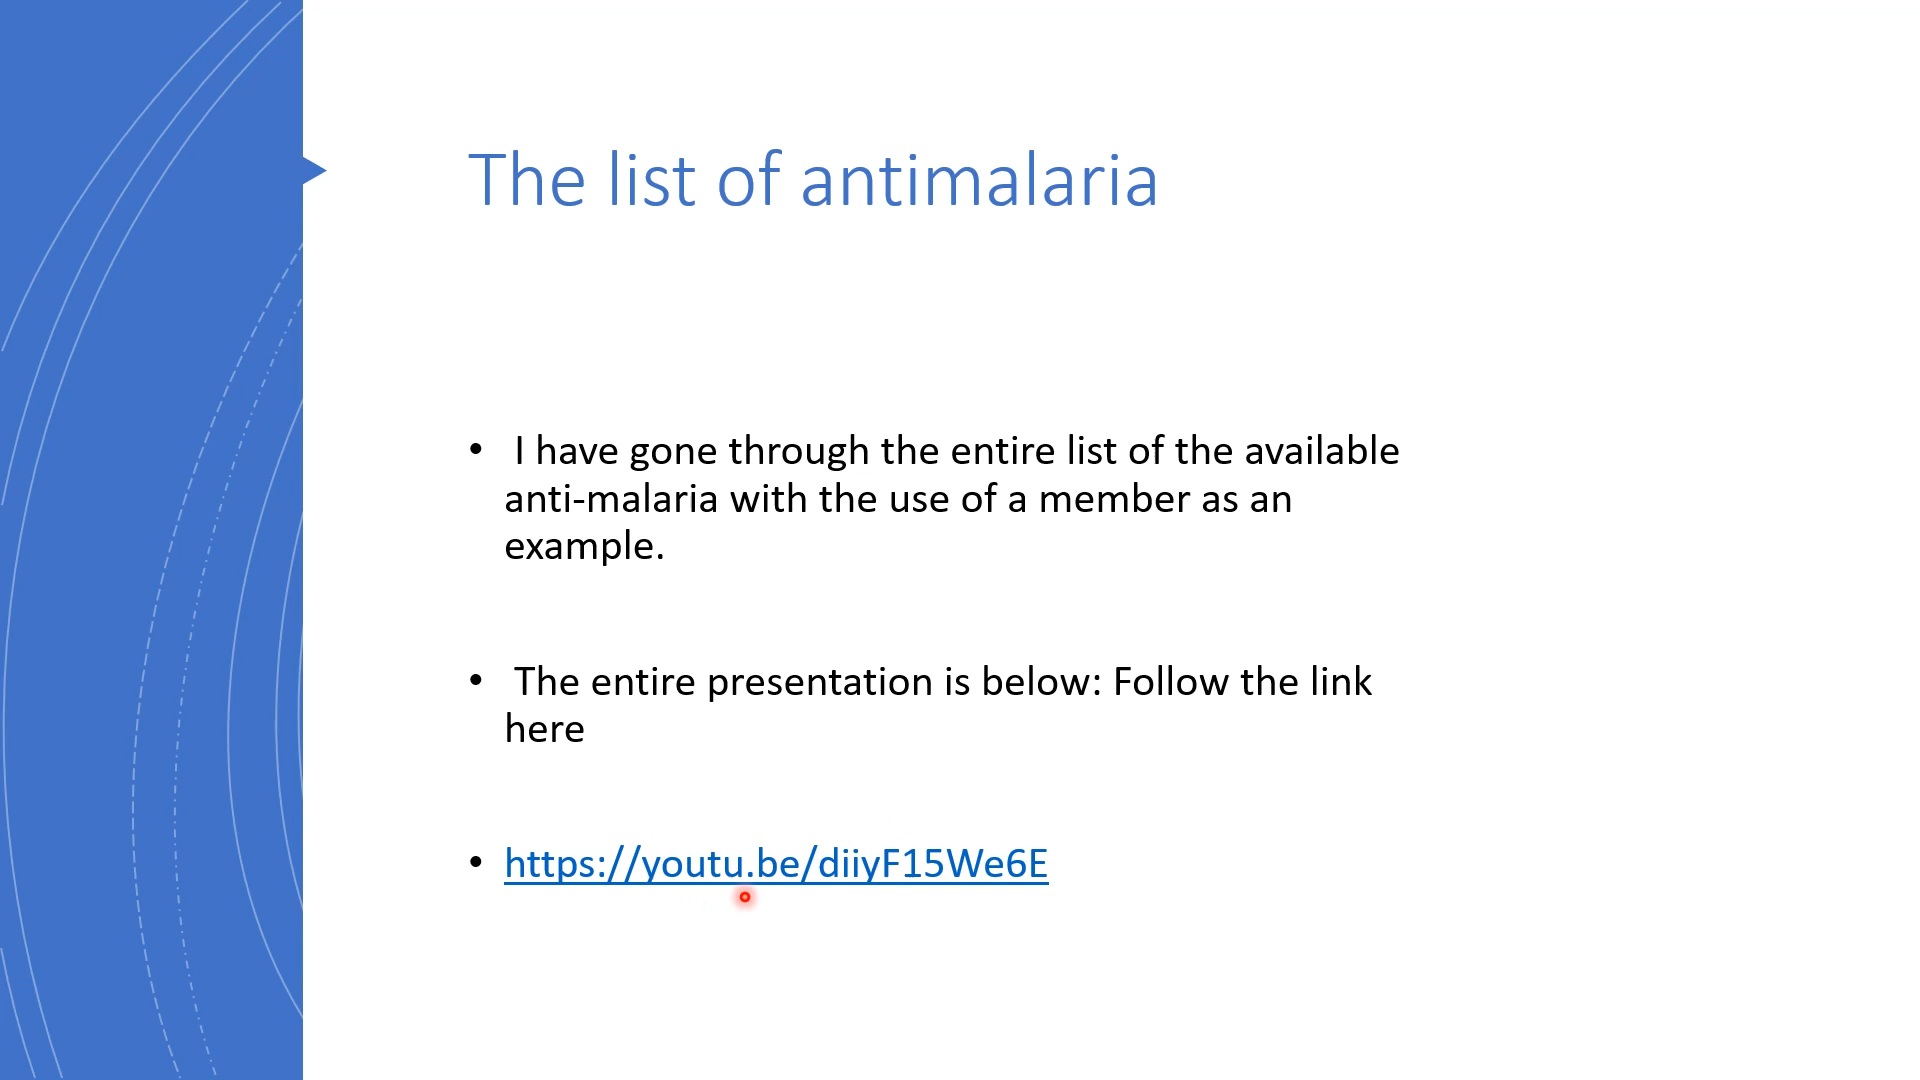 The list of antimalaria
• I have gone through the entire list of the available
anti-malaria with the use of a member as an
example.
• The entire presentation is below: Follow the link
here
• https://youtu.be/diiyF15We6E